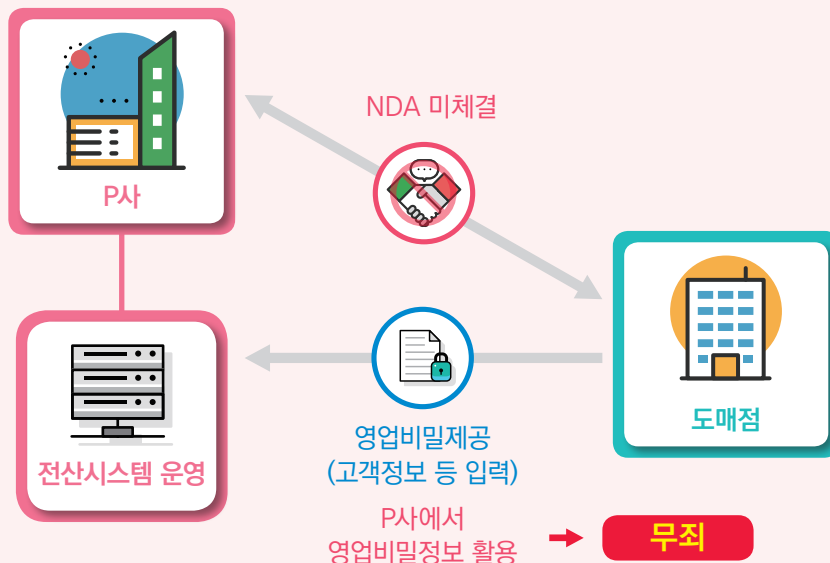 NDA 미체결
P사
도매점
전산시스템 운영
영업비밀제공
(고객정보 등 입력)
P사에서
영업비밀정보 활용
무죄